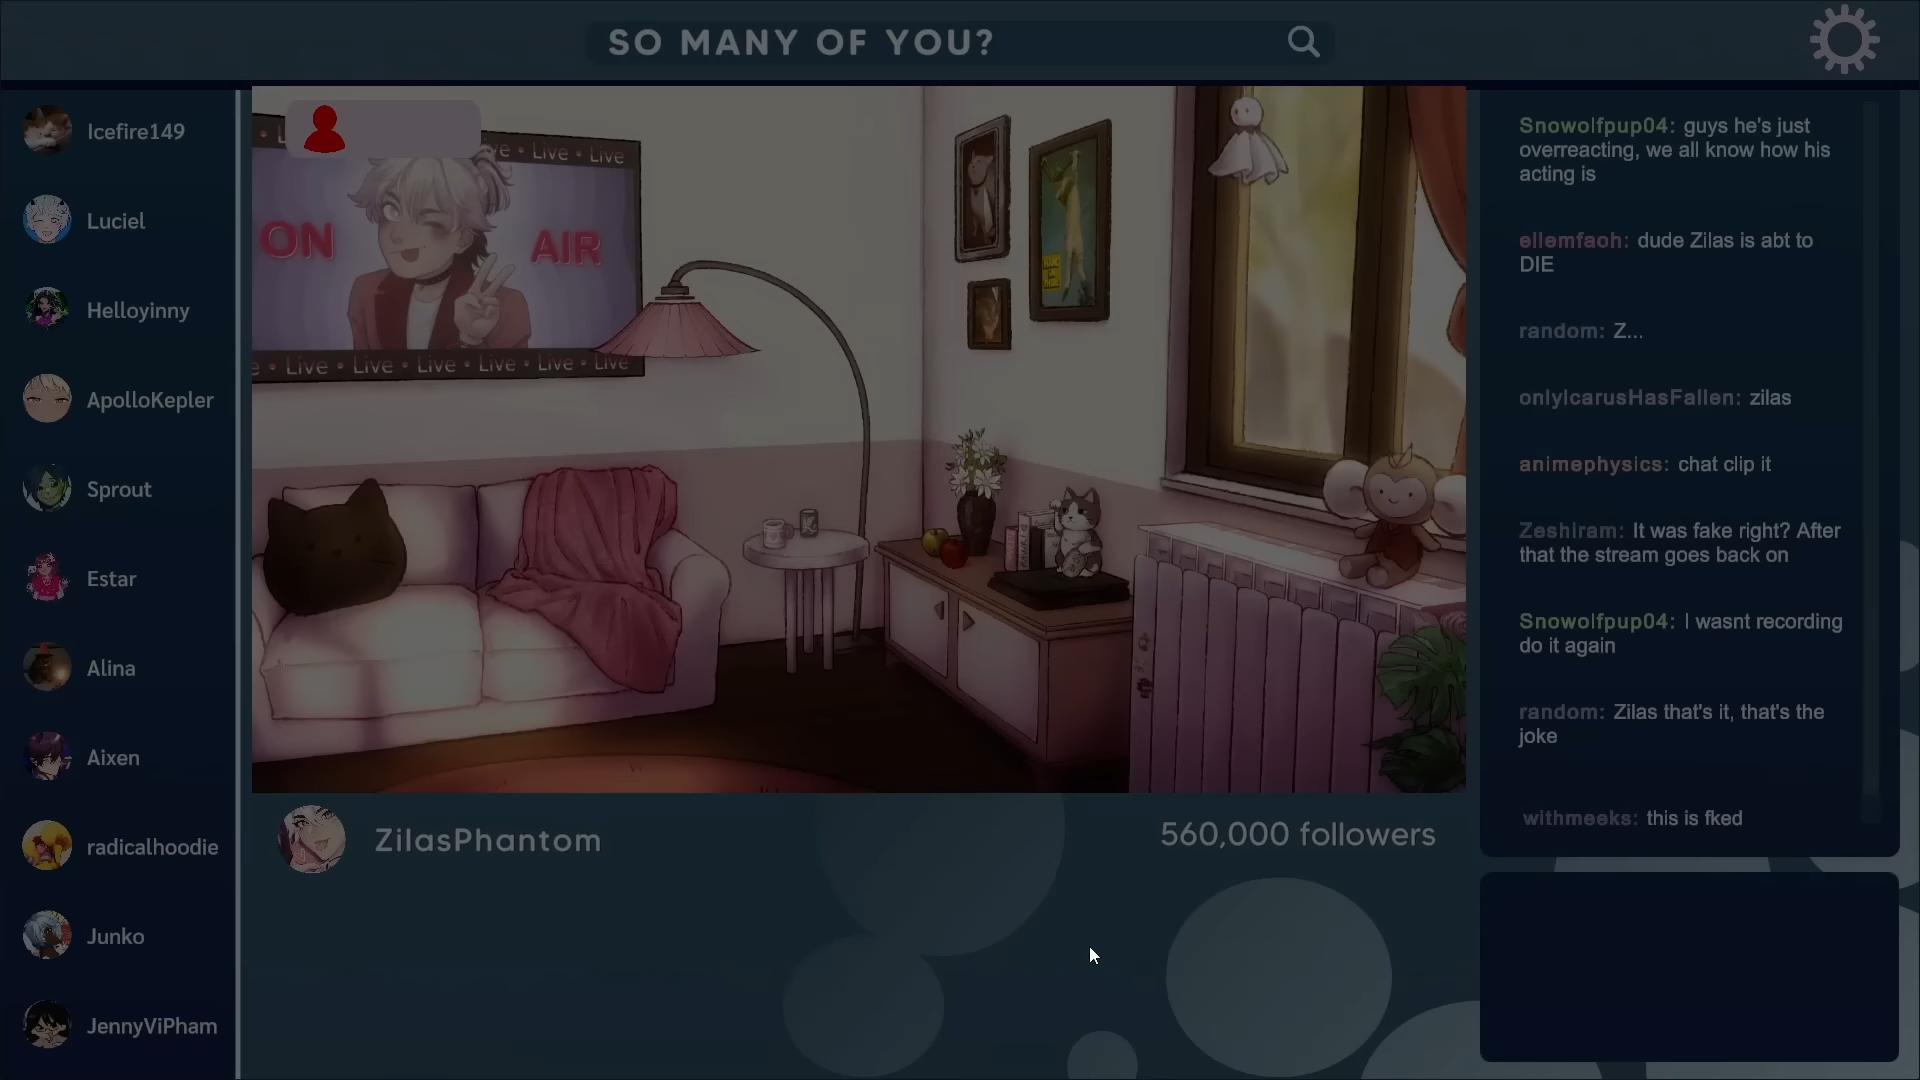 SO MANY OF YOU?
Icefire149
Luciel
Helloyinny
ApolloKepler
Sprout
Estar
Alina
Aixen
radicalhoodie
Junko
JennyViPham
ve • Live • Live
ON AIR
e • Live • Live • Live • Live • Live • Live
ZilasPhantom
560,000 followers
Snowolfpup04: guys he's just
overreacting, we all know how his
acting is
ellemfaoh: dude Zilas is abt to
DIE
random: Z...
onlyIcarusHasFallen: zilas
animephysics: chat clip it
Zeshiram: It was fake right? After
that the stream goes back on
Snowolfpup04: I wasnt recording
do it again
random: Zilas that's it, that's the
joke
withmeeks: this is fked